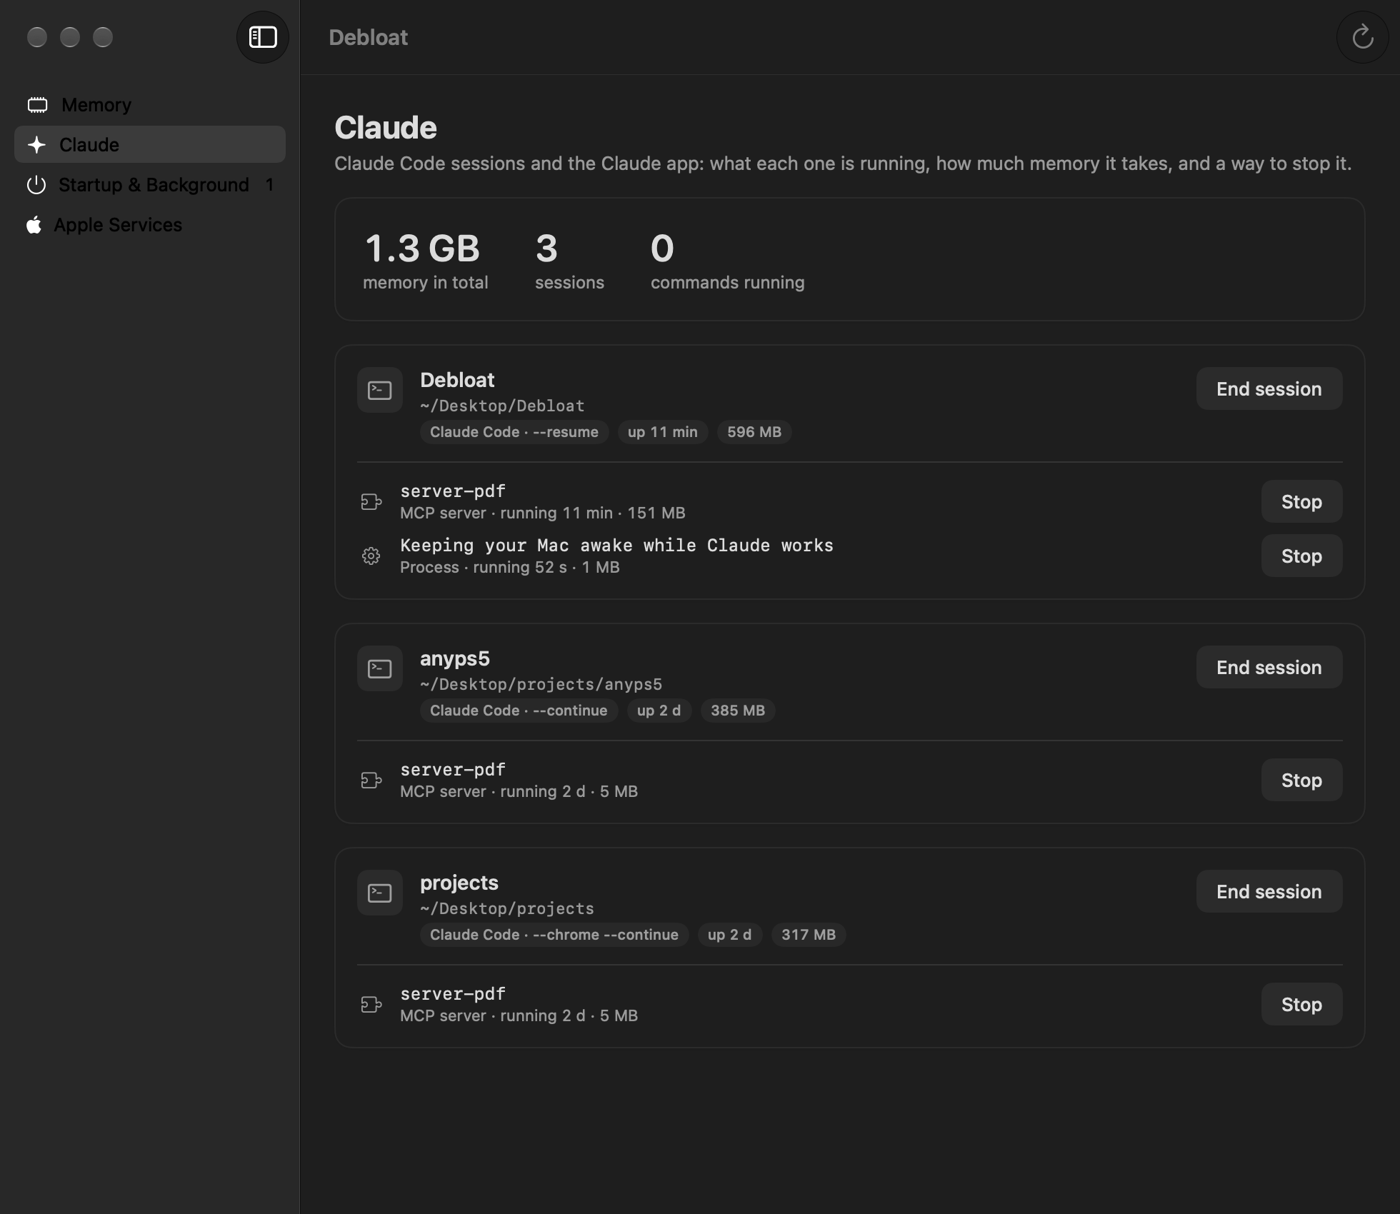 Debloat
Memory
Claude
Startup & Background 1
Apple Services
Claude
Claude Code sessions and the Claude app: what each one is running, how much memory it takes, and a way to stop it.
1.3 GB
memory in total
3
sessions
0
commands running
Debloat
~/Desktop/Debloat
Claude Code · --resume
up 11 min
596 MB
End session
server-pdf
MCP server · running 11 min · 151 MB
Stop
Keeping your Mac awake while Claude works
Process · running 52 s · 1 MB
Stop
anyps5
~/Desktop/projects/anyps5
Claude Code · --continue
up 2 d
385 MB
End session
server-pdf
MCP server · running 2 d · 5 MB
Stop
projects
~/Desktop/projects
Claude Code · --chrome --continue
up 2 d
317 MB
End session
server-pdf
MCP server · running 2 d · 5 MB
Stop